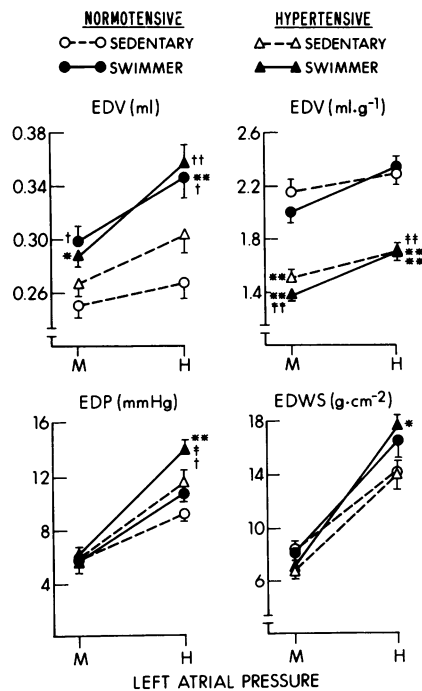 NORMOTENSIVE HYPERTENSIVE
SEDENTARY SEDENTARY
SWIMMER SWIMMER
EDV (ml) EDV (ml.g⁻¹)
0.38 2.6
†† ‡‡
0.34 ** 2.2 **
† **
0.30 † 1.8
* **
0.26 1.4 **
††
M H M H
EDP (mmHg) EDWS (g·cm⁻²)
16 ** 18 *
‡
12 † 14
8 10
4 6
M H M H
LEFT ATRIAL PRESSURE